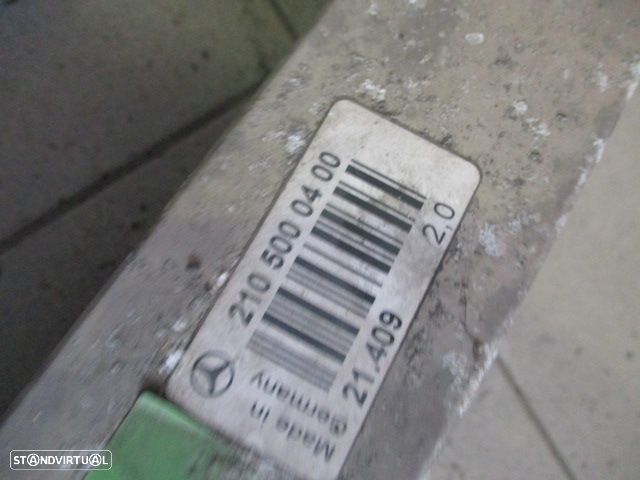 210 500 04 00
21.409
2,0
Made in
Germany
STANDVIRTUAL